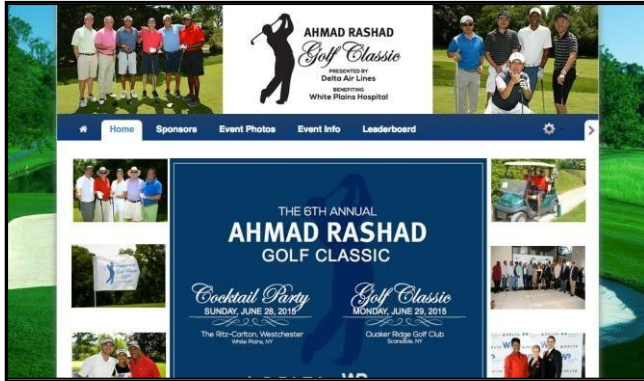 AHMAD RASHAD
Golf Classic
PRESENTED BY
Delta Air Lines
BENEFITING
White Plains Hospital
Home Sponsors Event Photos Event Info Leaderboard
THE 6TH ANNUAL
AHMAD RASHAD
GOLF CLASSIC
Cocktail Party
SUNDAY, JUNE 28, 2015
The Ritz-Carlton, Westchester
White Plains, NY
Golf Classic
MONDAY, JUNE 29, 2015
Quaker Ridge Golf Club
Scarsdale, NY